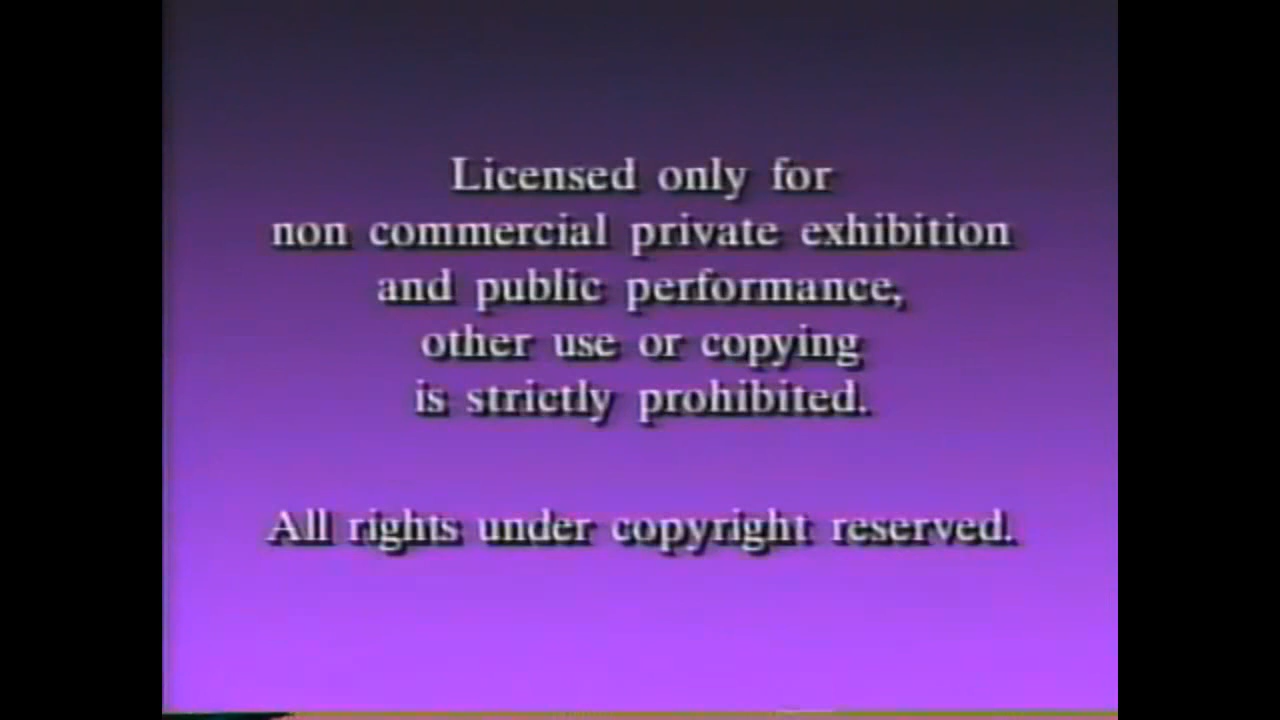 Licensed only for
non commercial private exhibition
and public performance,
other use or copying
is strictly prohibited.
All rights under copyright reserved.